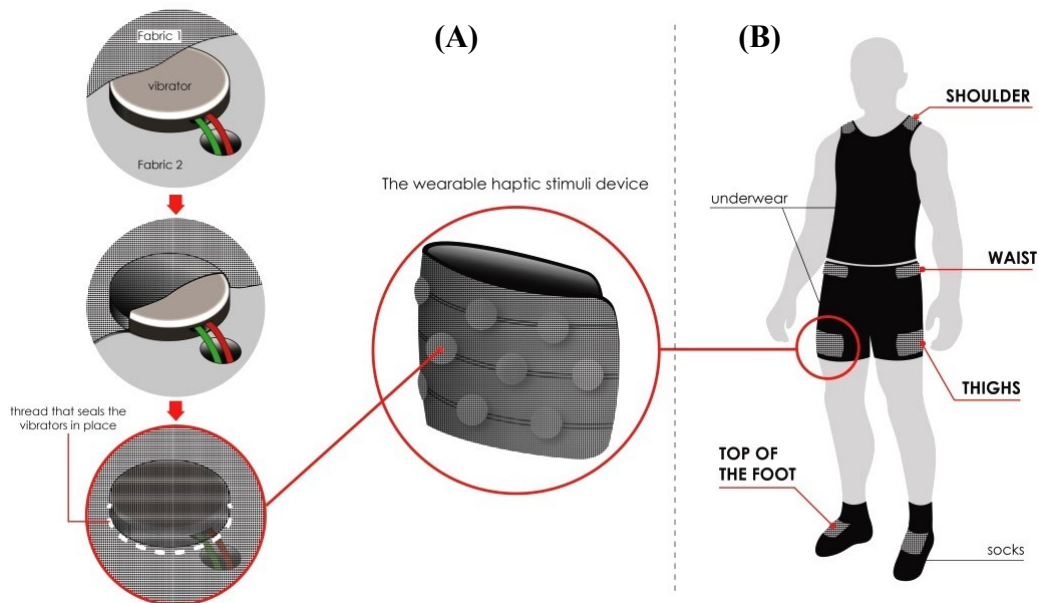 (A)
Fabric 1
vibrator
Fabric 2
The wearable haptic stimuli device
thread that seals the
vibrators in place
(B)
SHOULDER
underwear
WAIST
THIGHS
TOP OF
THE FOOT
socks